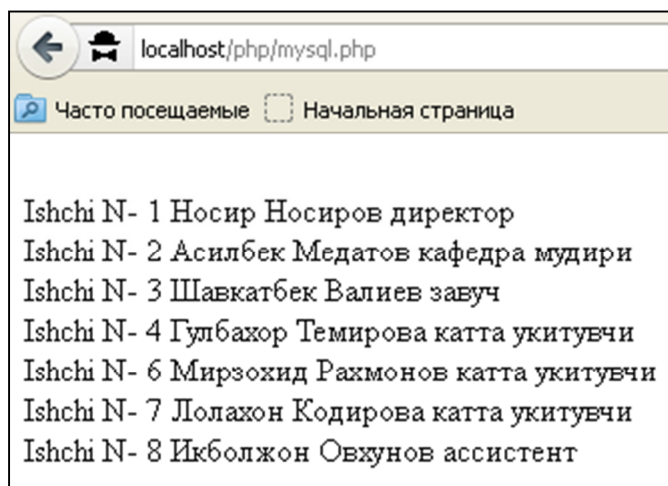 localhost/php/mysql.php
Часто посещаемые Начальная страница
Ishchi N- 1 Носир Носиров директор
Ishchi N- 2 Асилбек Медатов кафедра мудири
Ishchi N- 3 Шавкатбек Валиев завуч
Ishchi N- 4 Гулбахор Темирова катта укитувчи
Ishchi N- 6 Мирзохид Рахмонов катта укитувчи
Ishchi N- 7 Лолахон Кодирова катта укитувчи
Ishchi N- 8 Икболжон Овхунов ассистент